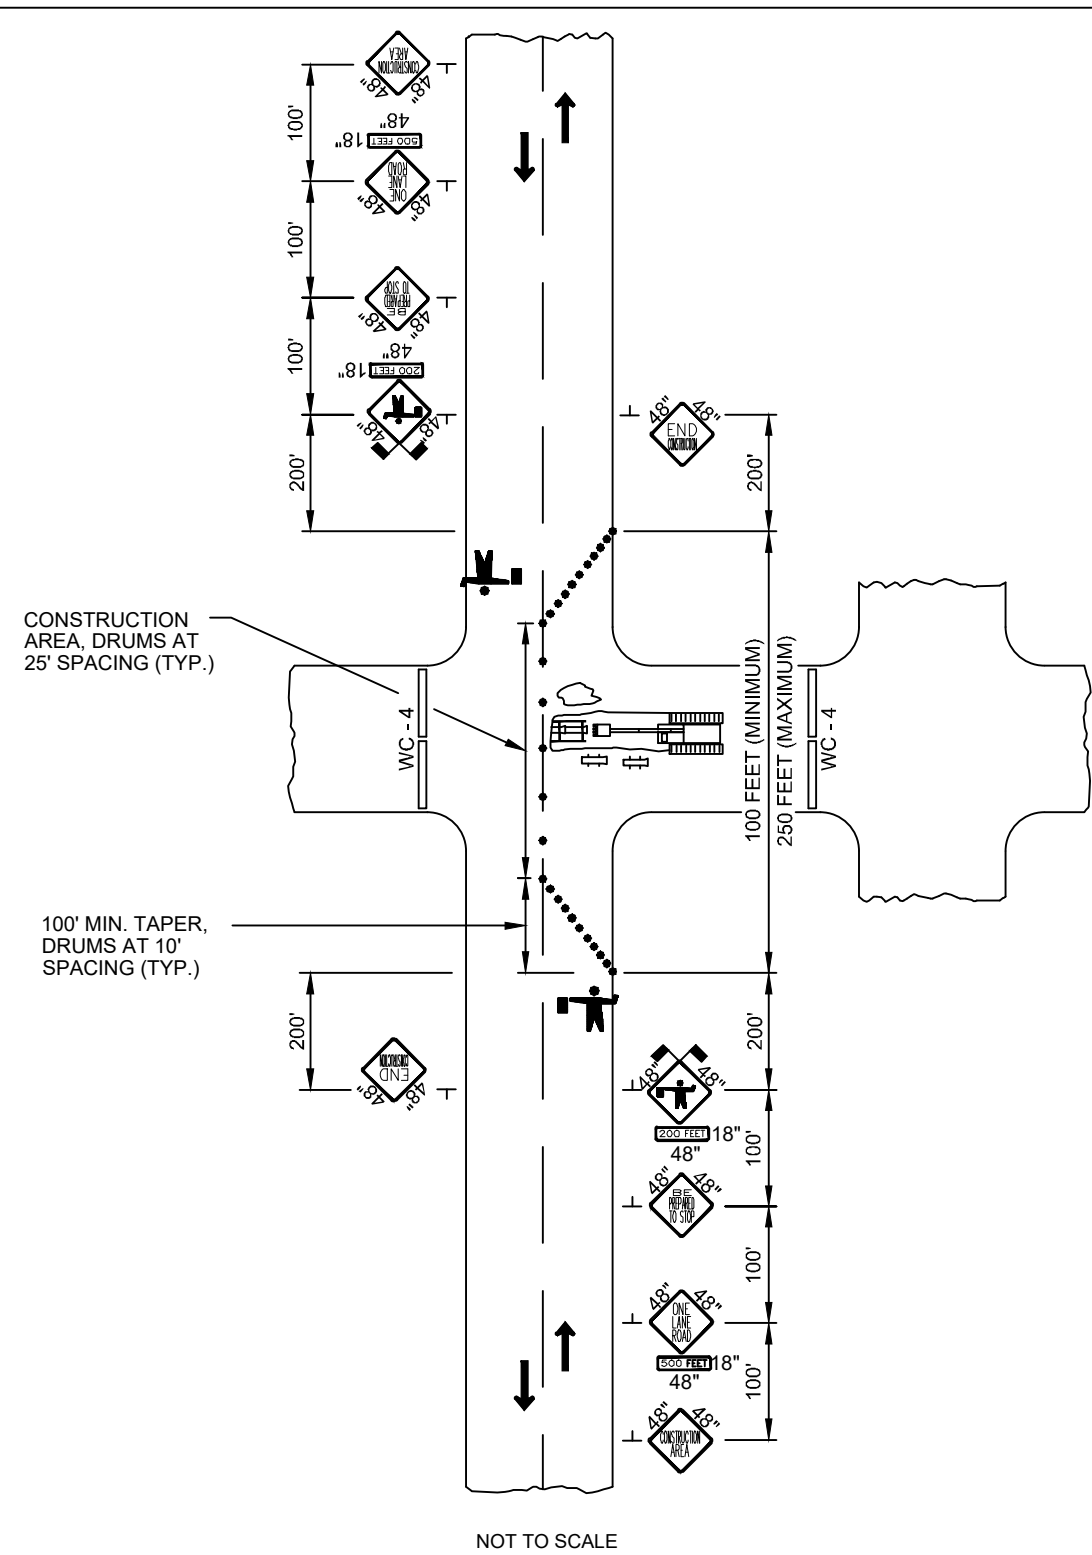 CONSTRUCTION
AREA
48"
48"
100'
48"
18"
500 FEET
ONE
LANE
ROAD
48"
48"
100'
BE
PREPARED
TO STOP
48"
48"
100'
48"
18"
200 FEET
48"
48"
200'
48"
48"
END
CONSTRUCTION
200'
CONSTRUCTION
AREA, DRUMS AT
25' SPACING (TYP.)
WC - 4
100 FEET (MINIMUM)
250 FEET (MAXIMUM)
WC - 4
100' MIN. TAPER,
DRUMS AT 10'
SPACING (TYP.)
200'
END
CONSTRUCTION
48"
48"
200'
48"
48"
200 FEET
18"
48"
100'
48"
48"
BE
PREPARED
TO STOP
100'
48"
48"
ONE
LANE
ROAD
500 FEET
18"
48"
100'
48"
48"
CONSTRUCTION
AREA
NOT TO SCALE